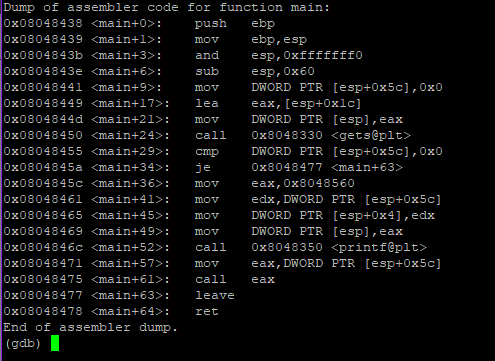 Dump of assembler code for function main:
0x08048438 <main+0>: push ebp
0x08048439 <main+1>: mov ebp,esp
0x0804843b <main+3>: and esp,0xfffffff0
0x0804843e <main+6>: sub esp,0x60
0x08048441 <main+9>: mov DWORD PTR [esp+0x5c],0x0
0x08048449 <main+17>: lea eax,[esp+0x1c]
0x0804844d <main+21>: mov DWORD PTR [esp],eax
0x08048450 <main+24>: call 0x8048330 <gets@plt>
0x08048455 <main+29>: cmp DWORD PTR [esp+0x5c],0x0
0x0804845a <main+34>: je 0x8048477 <main+63>
0x0804845c <main+36>: mov eax,0x8048560
0x08048461 <main+41>: mov edx,DWORD PTR [esp+0x5c]
0x08048465 <main+45>: mov DWORD PTR [esp+0x4],edx
0x08048469 <main+49>: mov DWORD PTR [esp],eax
0x0804846c <main+52>: call 0x8048350 <printf@plt>
0x08048471 <main+57>: mov eax,DWORD PTR [esp+0x5c]
0x08048475 <main+61>: call eax
0x08048477 <main+63>: leave
0x08048478 <main+64>: ret
End of assembler dump.
(gdb)